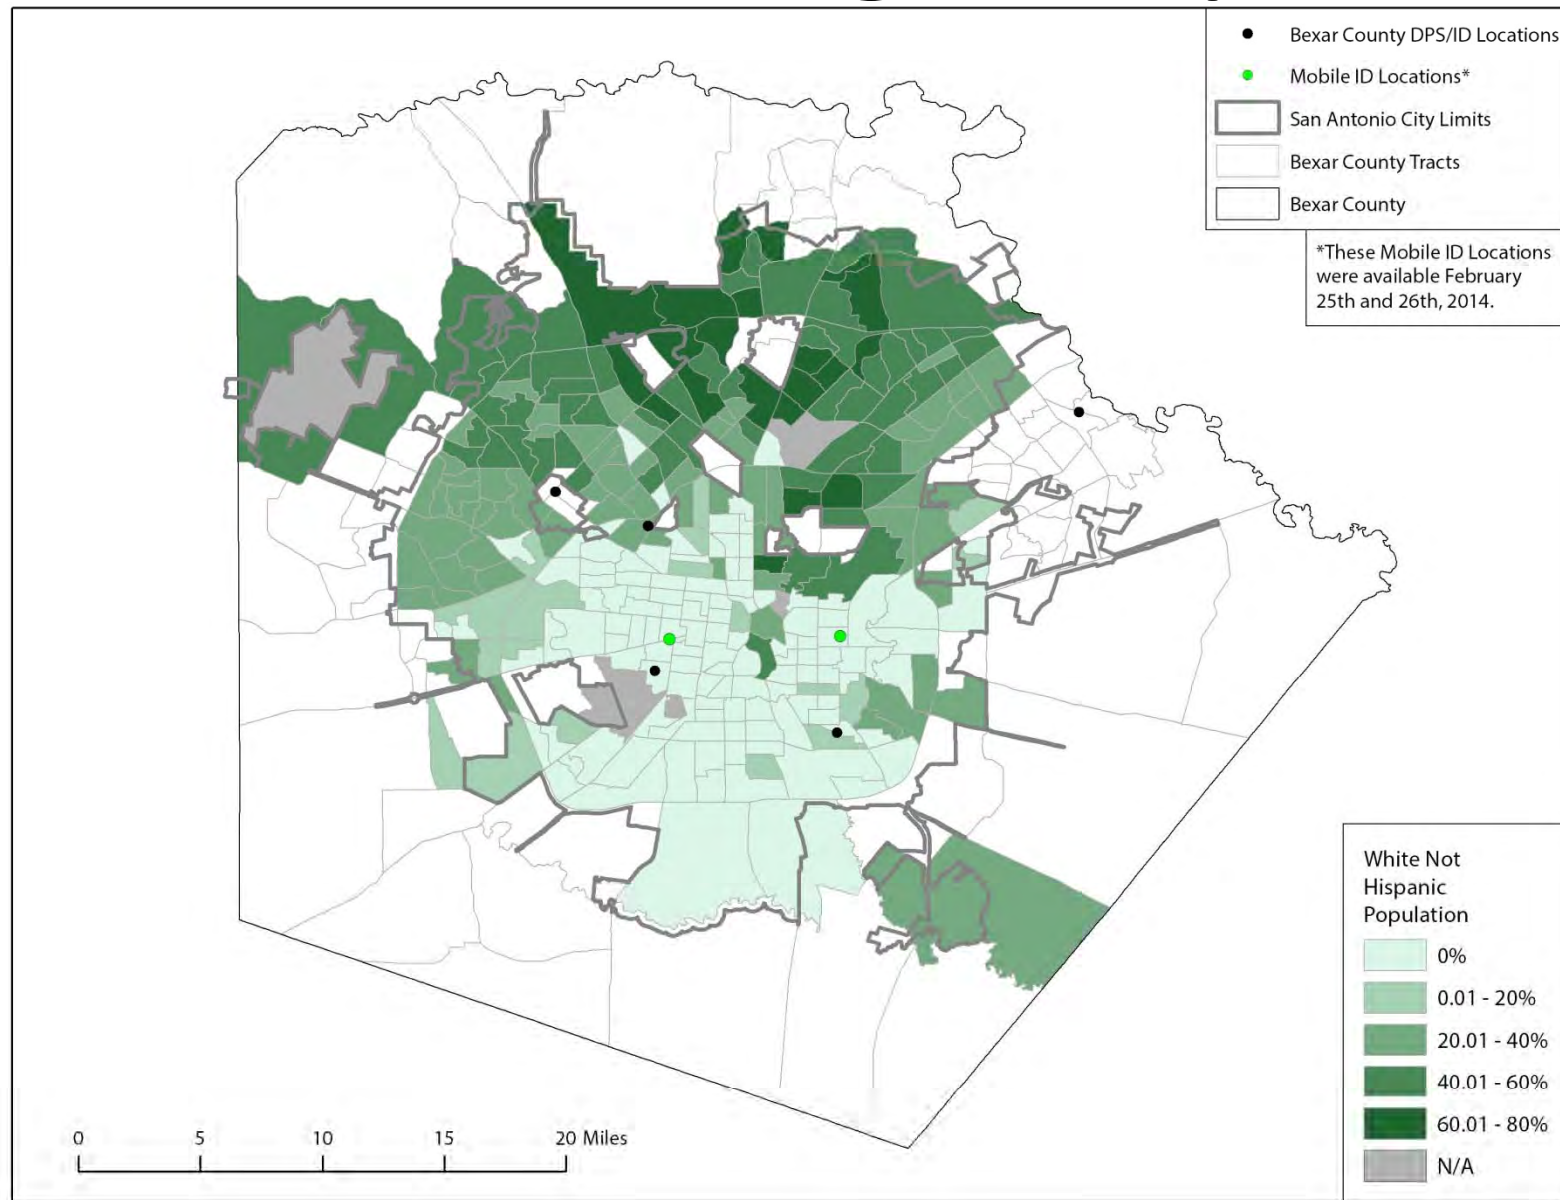 Bexar County DPS/ID Locations
Mobile ID Locations*
San Antonio City Limits
Bexar County Tracts
Bexar County
*These Mobile ID Locations
were available February
25th and 26th, 2014.
White Not
Hispanic
Population
0%
0.01 - 20%
20.01 - 40%
40.01 - 60%
60.01 - 80%
N/A
0 5 10 15 20 Miles